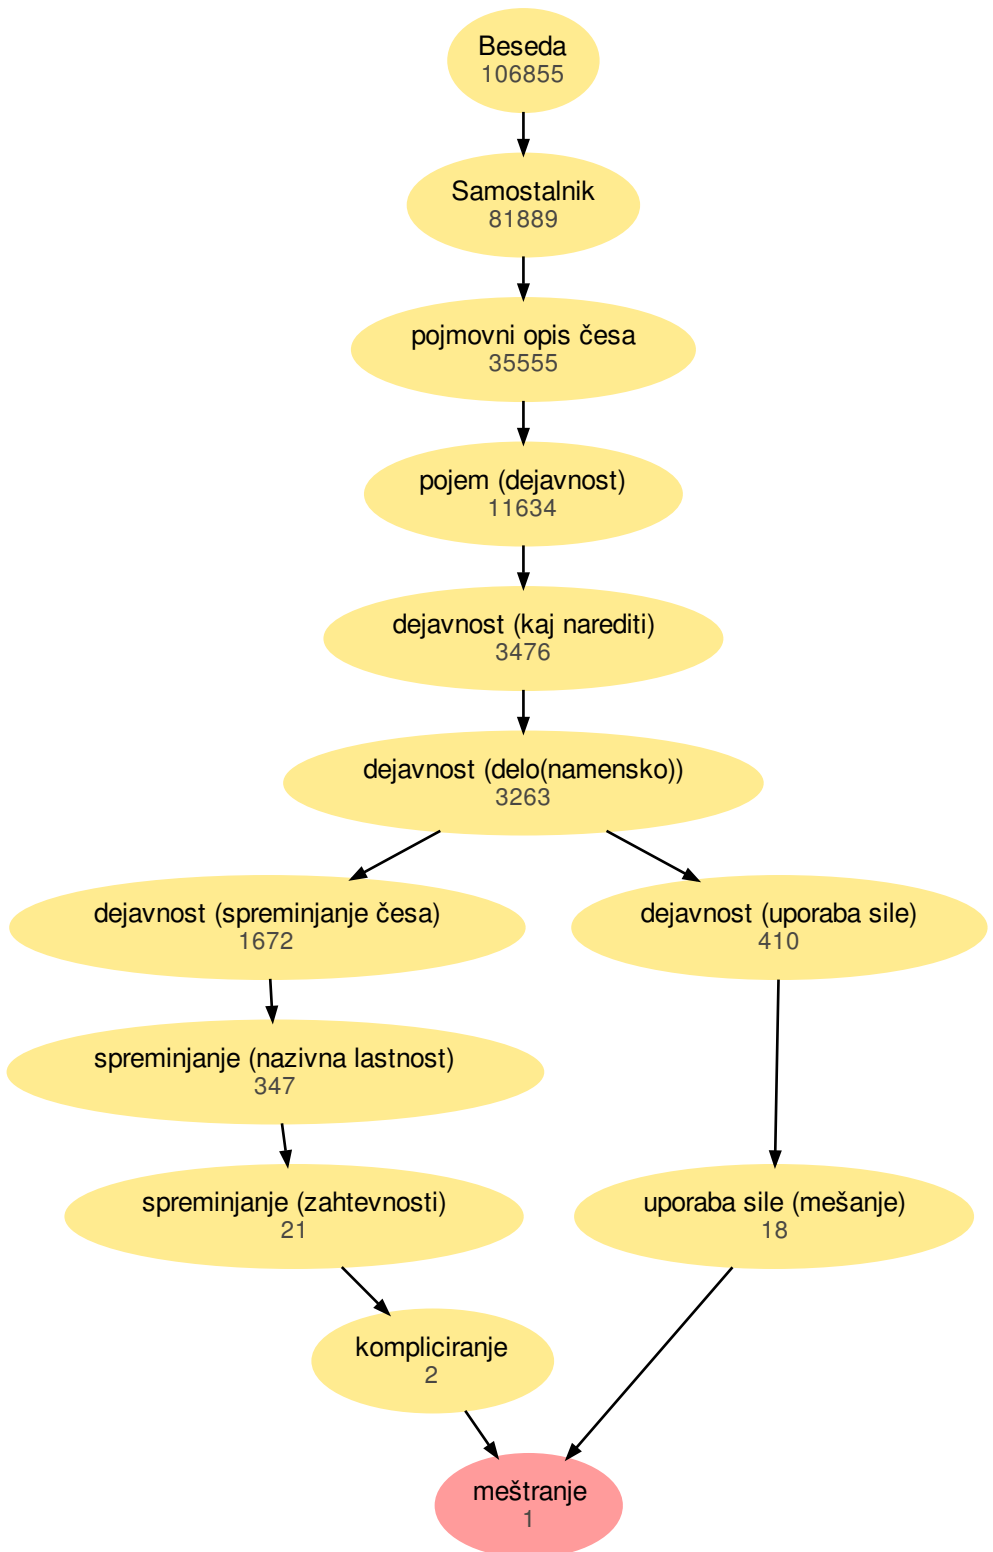 Beseda
106855
Samostalnik
81889
pojmovni opis česa
35555
pojem (dejavnost)
11634
dejavnost (kaj narediti)
3476
dejavnost (delo(namensko))
3263
dejavnost (spreminjanje česa)
1672
dejavnost (uporaba sile)
410
spreminjanje (nazivna lastnost)
347
spreminjanje (zahtevnosti)
21
uporaba sile (mešanje)
18
kompliciranje
2
meštranje
1